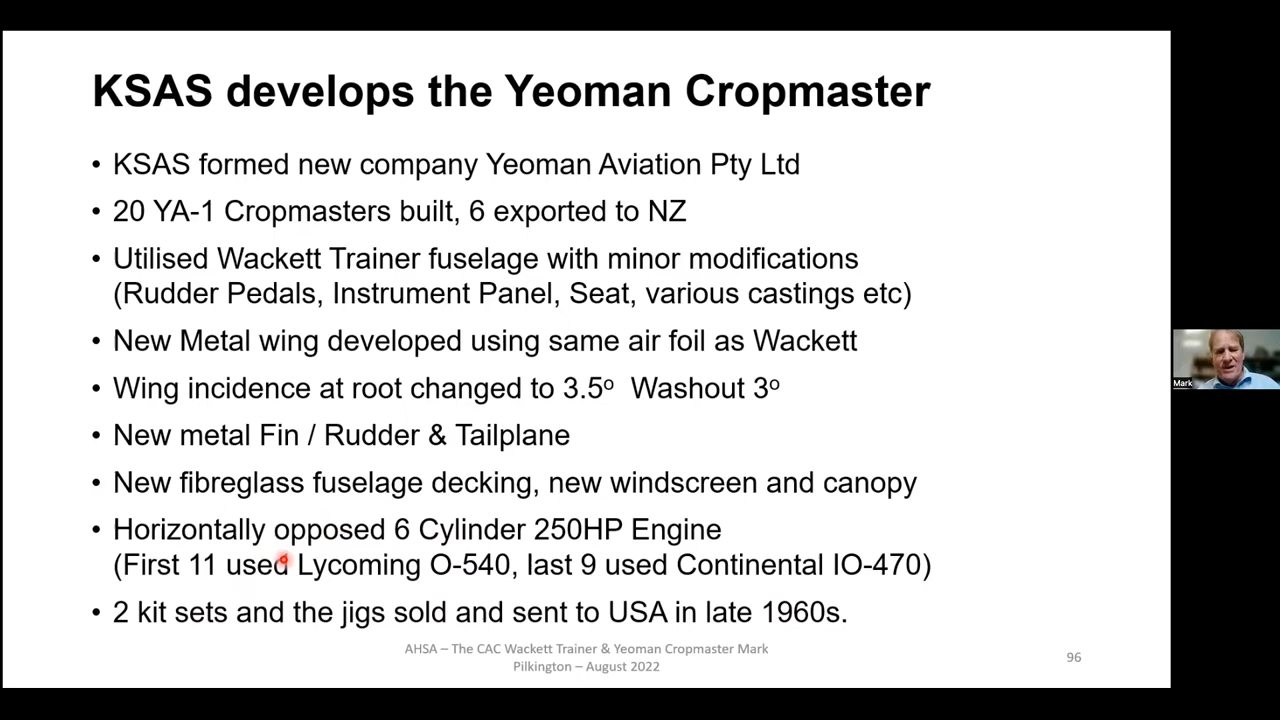 KSAS develops the Yeoman Cropmaster
• KSAS formed new company Yeoman Aviation Pty Ltd
• 20 YA-1 Cropmasters built, 6 exported to NZ
• Utilised Wackett Trainer fuselage with minor modifications
(Rudder Pedals, Instrument Panel, Seat, various castings etc)
• New Metal wing developed using same air foil as Wackett
• Wing incidence at root changed to 3.5º Washout 3º
• New metal Fin / Rudder & Tailplane
• New fibreglass fuselage decking, new windscreen and canopy
• Horizontally opposed 6 Cylinder 250HP Engine
(First 11 used Lycoming O-540, last 9 used Continental IO-470)
• 2 kit sets and the jigs sold and sent to USA in late 1960s.
AHSA – The CAC Wackett Trainer & Yeoman Cropmaster Mark
Pilkington – August 2022
96
Mark